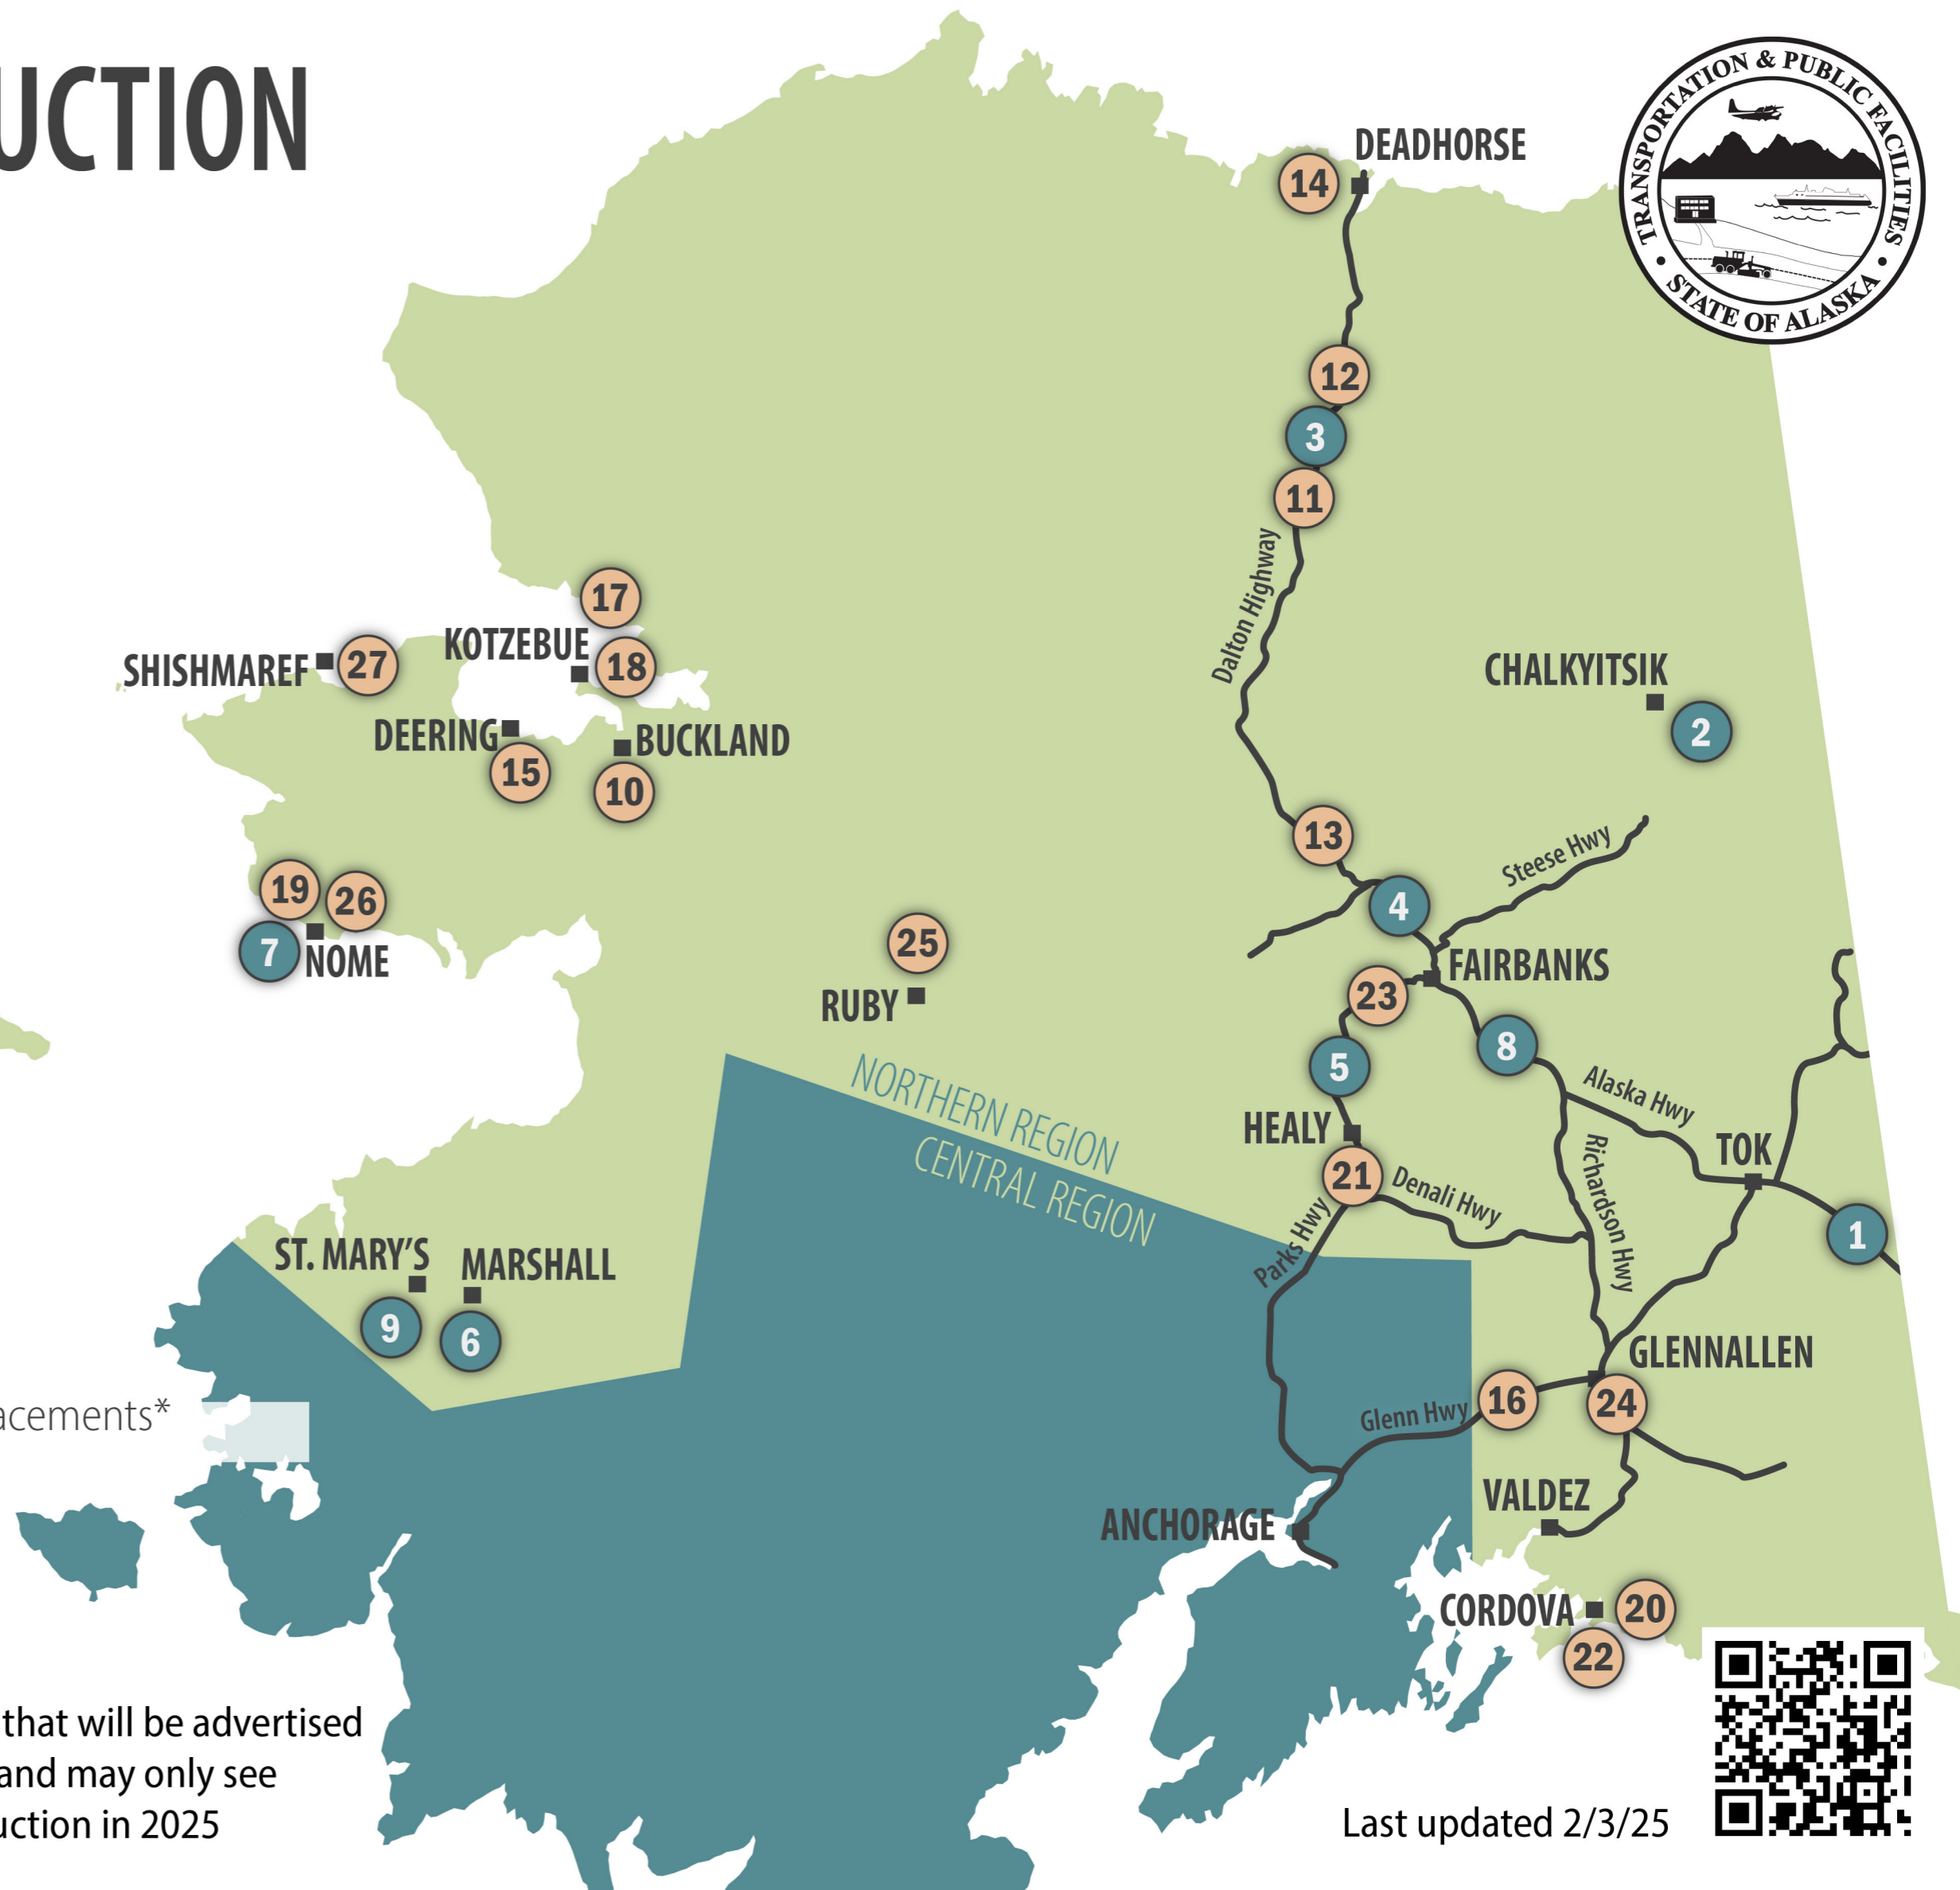 UCTION
TRANSPORTATION & PUBLIC FACILITIES
• STATE OF ALASKA •
DEADHORSE
14
12
3
11
Dalton Highway
17
KOTZEBUE
18
SHISHMAREF
27
CHALKYITSIK
2
DEERING
15
BUCKLAND
10
13
Steese Hwy
19
26
7
NOME
4
25
RUBY
FAIRBANKS
23
8
5
Alaska Hwy
NORTHERN REGION
CENTRAL REGION
HEALY
21
Denali Hwy
Richardson Hwy
TOK
1
Parks Hwy
ST. MARY'S
MARSHALL
9
6
GLENNALLEN
16
24
Glenn Hwy
acements*
VALDEZ
ANCHORAGE
CORDOVA
20
22
that will be advertised
and may only see
uction in 2025
Last updated 2/3/25